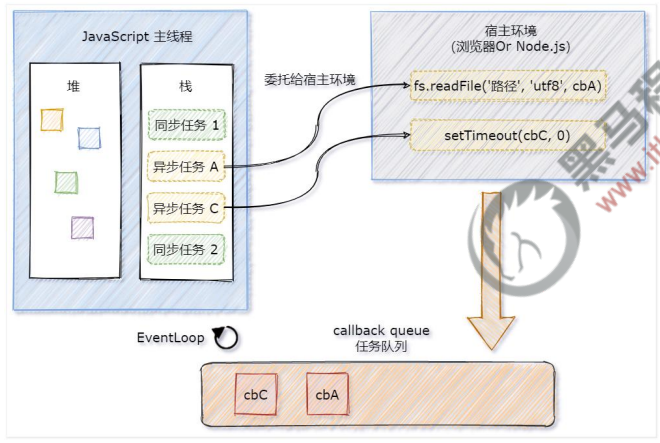 JavaScript 主线程
堆
栈
同步任务 1
异步任务 A
异步任务 C
同步任务 2
委托给宿主环境
宿主环境
(浏览器Or Node.js)
fs.readFile('路径', 'utf8', cbA)
setTimeout(cbC, 0)
黑马程
www.it
EventLoop
callback queue
任务队列
cbC
cbA